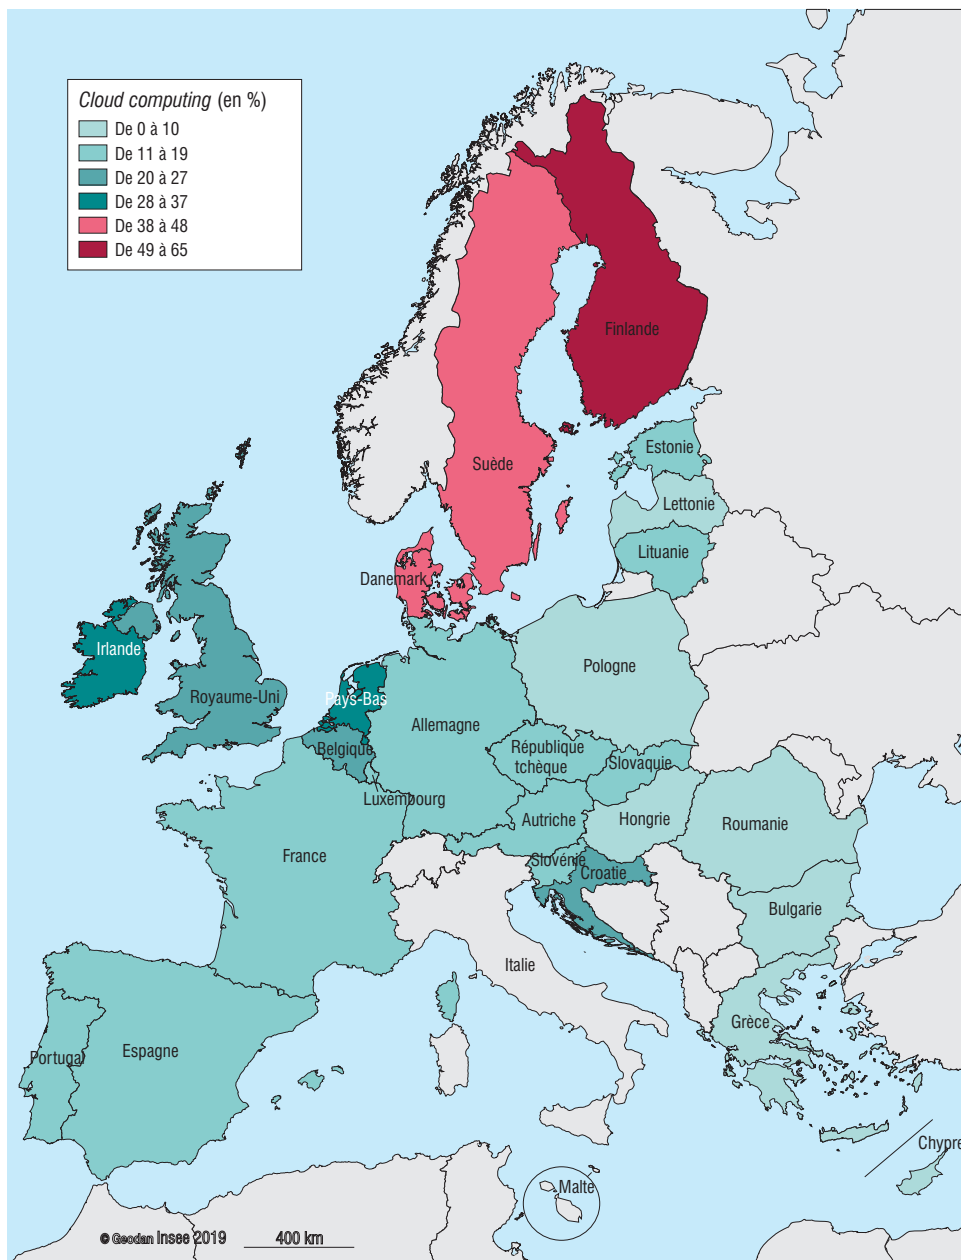 Cloud computing (en %)
De 0 à 10
De 11 à 19
De 20 à 27
De 28 à 37
De 38 à 48
De 49 à 65
Finlande
Estonie
Suède
Lettonie
Lituanie
Danemark
Irlande
Pologne
Royaume-Uni
Pays-Bas
Allemagne
Belgique
République
tchèque
Slovaquie
Luxembourg
Autriche
Hongrie
Roumanie
France
Slovénie
Croatie
Bulgarie
Italie
Grèce
Portugal
Espagne
Chypre
Malte
© Geodan Insee 2019
400 km